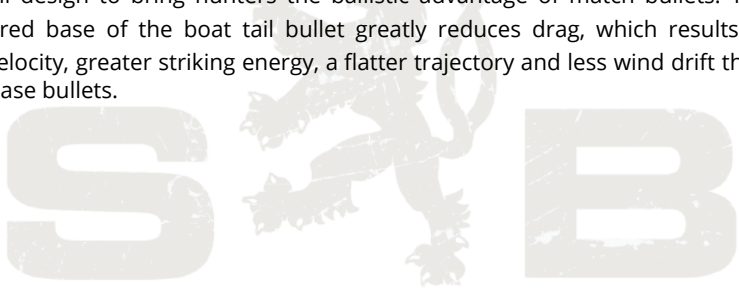 design to bring hunters the ballistic advantage of match bullets.
red base of the boat tail bullet greatly reduces drag, which results
elocity, greater striking energy, a flatter trajectory and less wind drift th
ase bullets.
S B